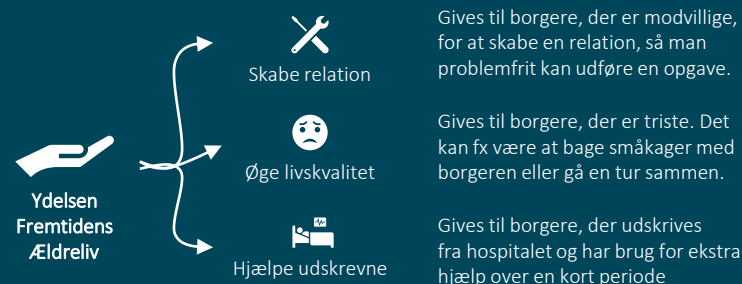 Ydelsen
Fremtidens
Ældreliv
Skabe relation
Gives til borgere, der er modvillige,
for at skabe en relation, så man
problemfrit kan udføre en opgave.
Øge livskvalitet
Gives til borgere, der er triste. Det
kan fx være at bage småkager med
borgeren eller gå en tur sammen.
Hjælpe udskrevne
Gives til borgere, der udskrives
fra hospitalet og har brug for ekstra
hjælp over en kort periode